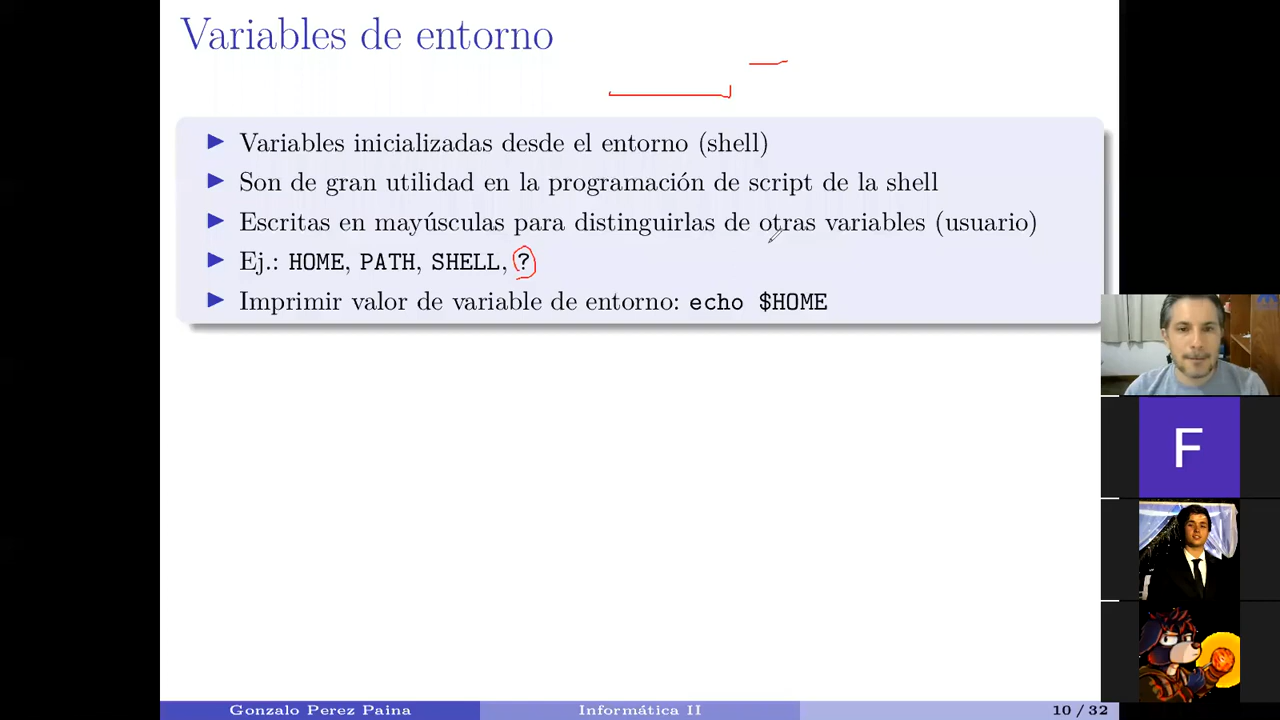 Variables de entorno
▶ Variables inicializadas desde el entorno (shell)
▶ Son de gran utilidad en la programación de script de la shell
▶ Escritas en mayúsculas para distinguirlas de otras variables (usuario)
▶ Ej.: HOME, PATH, SHELL, ?
▶ Imprimir valor de variable de entorno: echo $HOME
F
Gonzalo Perez Paina Informática II 10 / 32